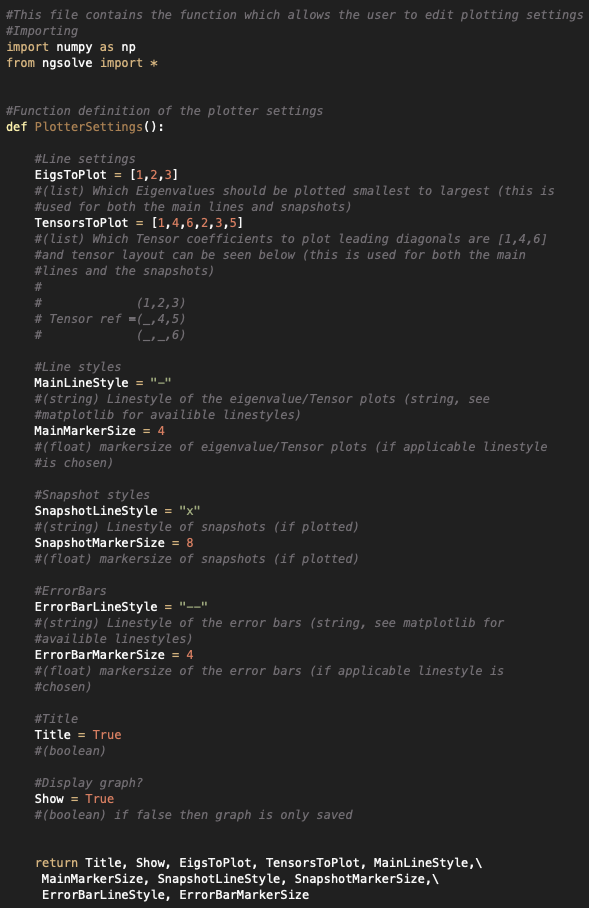 #This file contains the function which allows the user to edit plotting settings
#Importing
import numpy as np
from ngsolve import *
#Function definition of the plotter settings
def PlotterSettings():
#Line settings
EigsToPlot = [1,2,3]
#(list) Which Eigenvalues should be plotted smallest to largest (this is
#used for both the main lines and snapshots)
TensorsToPlot = [1,4,6,2,3,5]
#(list) Which Tensor coefficients to plot leading diagonals are [1,4,6]
#and tensor layout can be seen below (this is used for both the main
#lines and the snapshots)
#
# (1,2,3)
# Tensor ref =(_,4,5)
# (_,_,6)
#Line styles
MainLineStyle = "-"
#(string) Linestyle of the eigenvalue/Tensor plots (string, see
#matplotlib for availible linestyles)
MainMarkerSize = 4
#(float) markersize of eigenvalue/Tensor plots (if applicable linestyle
#is chosen)
#Snapshot styles
SnapshotLineStyle = "x"
#(string) Linestyle of snapshots (if plotted)
SnapshotMarkerSize = 8
#(float) markersize of snapshots (if plotted)
#ErrorBars
ErrorBarLineStyle = "--"
#(string) Linestyle of the error bars (string, see matplotlib for
#availible linestyles)
ErrorBarMarkerSize = 4
#(float) markersize of the error bars (if applicable linestyle is
#chosen)
#Title
Title = True
#(boolean)
#Display graph?
Show = True
#(boolean) if false then graph is only saved
return Title, Show, EigsToPlot, TensorsToPlot, MainLineStyle,\
MainMarkerSize, SnapshotLineStyle, SnapshotMarkerSize,\
ErrorBarLineStyle, ErrorBarMarkerSize